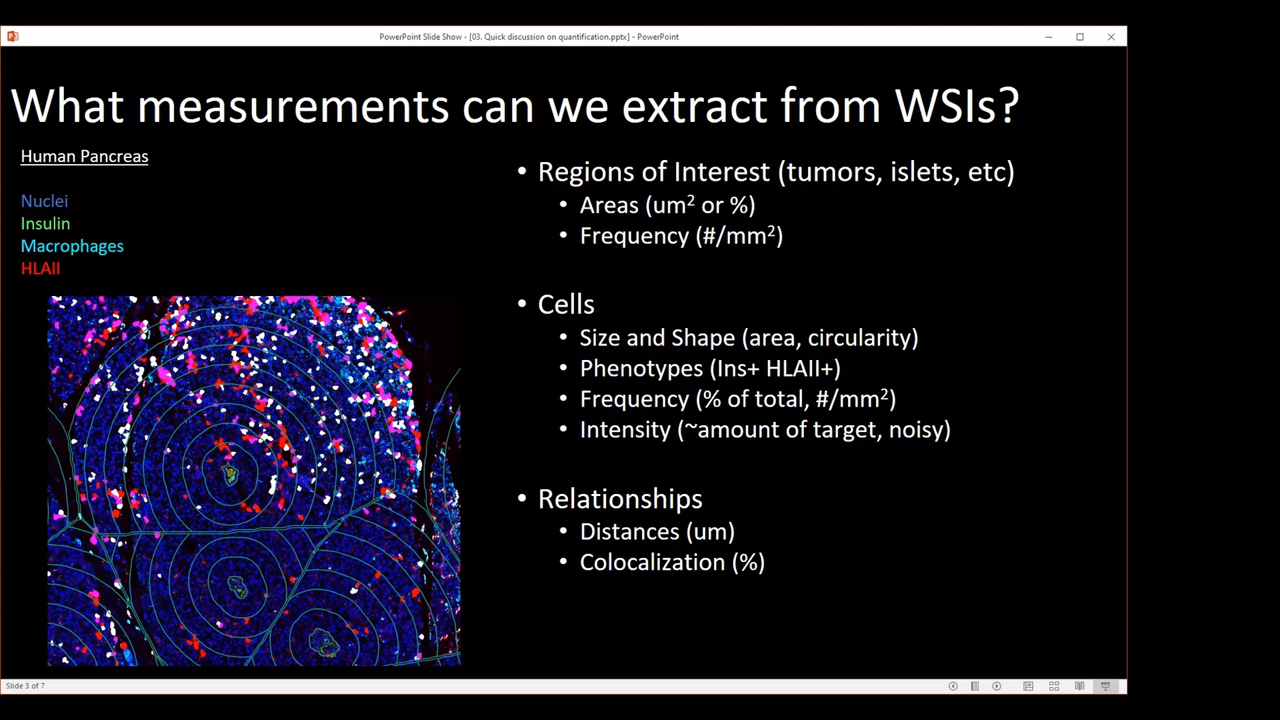 PowerPoint Slide Show - [03. Quick discussion on quantification.pptx] - PowerPoint
What measurements can we extract from WSIs?
Human Pancreas
Nuclei
Insulin
Macrophages
HLAII
• Regions of Interest (tumors, islets, etc)
• Areas (um² or %)
• Frequency (#/mm²)
• Cells
• Size and Shape (area, circularity)
• Phenotypes (Ins+ HLAII+)
• Frequency (% of total, #/mm²)
• Intensity (~amount of target, noisy)
• Relationships
• Distances (um)
• Colocalization (%)
Slide 3 of 7